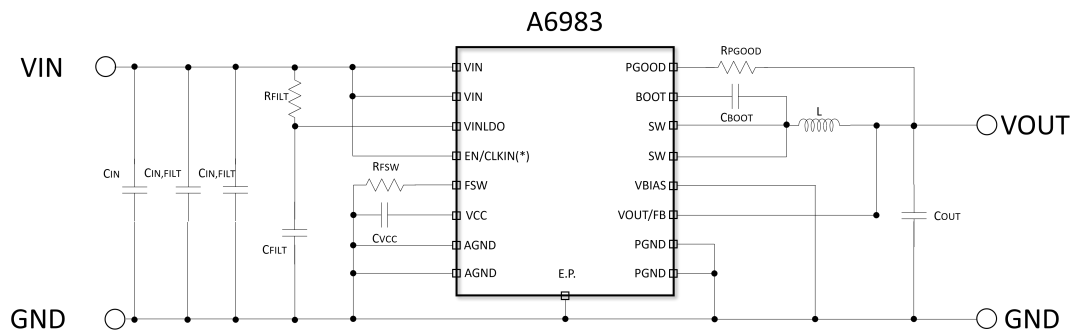 A6983
VIN
VIN
PGOOD
RPGOOD
VIN
BOOT
CBOOT
RFILT
VINLDO
SW
L
VOUT
EN/CLKIN(*)
SW
CIN
CIN,FILT
CIN,FILT
RFSW
FSW
VBIAS
VCC
CVCC
VOUT/FB
COUT
CFILT
AGND
PGND
AGND
E.P.
PGND
GND
GND